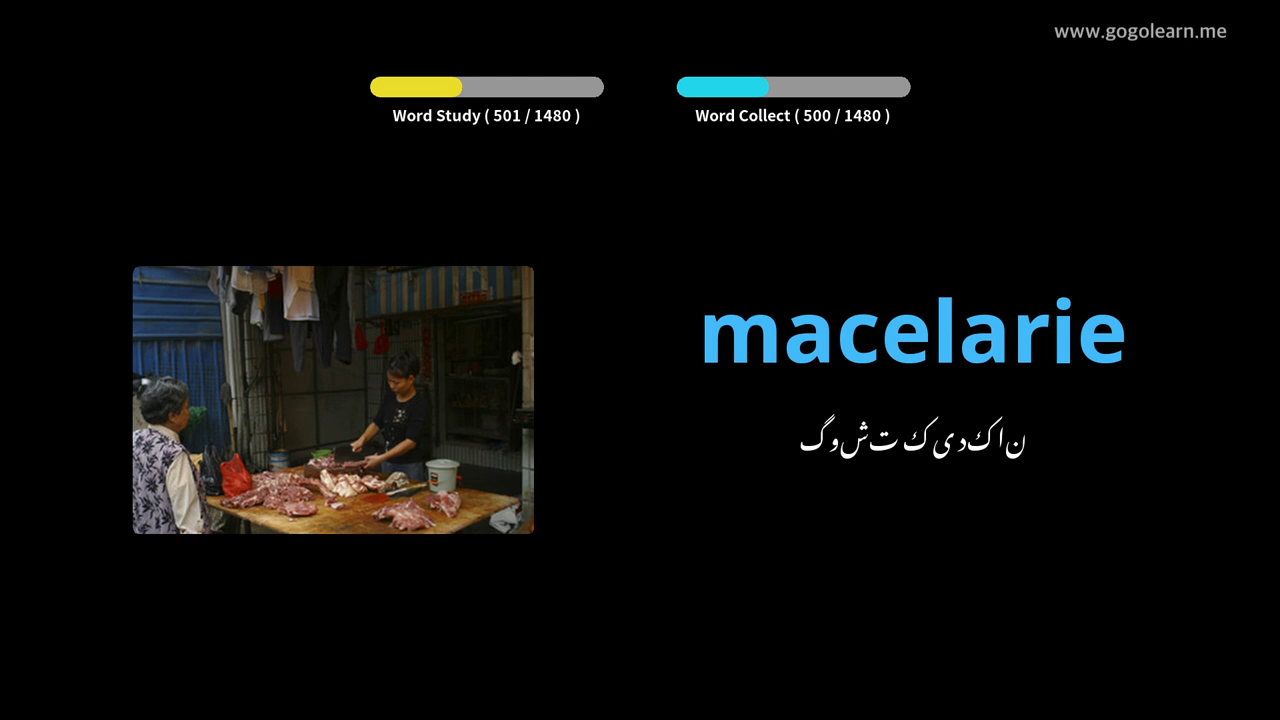 www.gogolearn.me
Word Study ( 501 / 1480 )
Word Collect ( 500 / 1480 )
macelarie
گوشت کی دکان